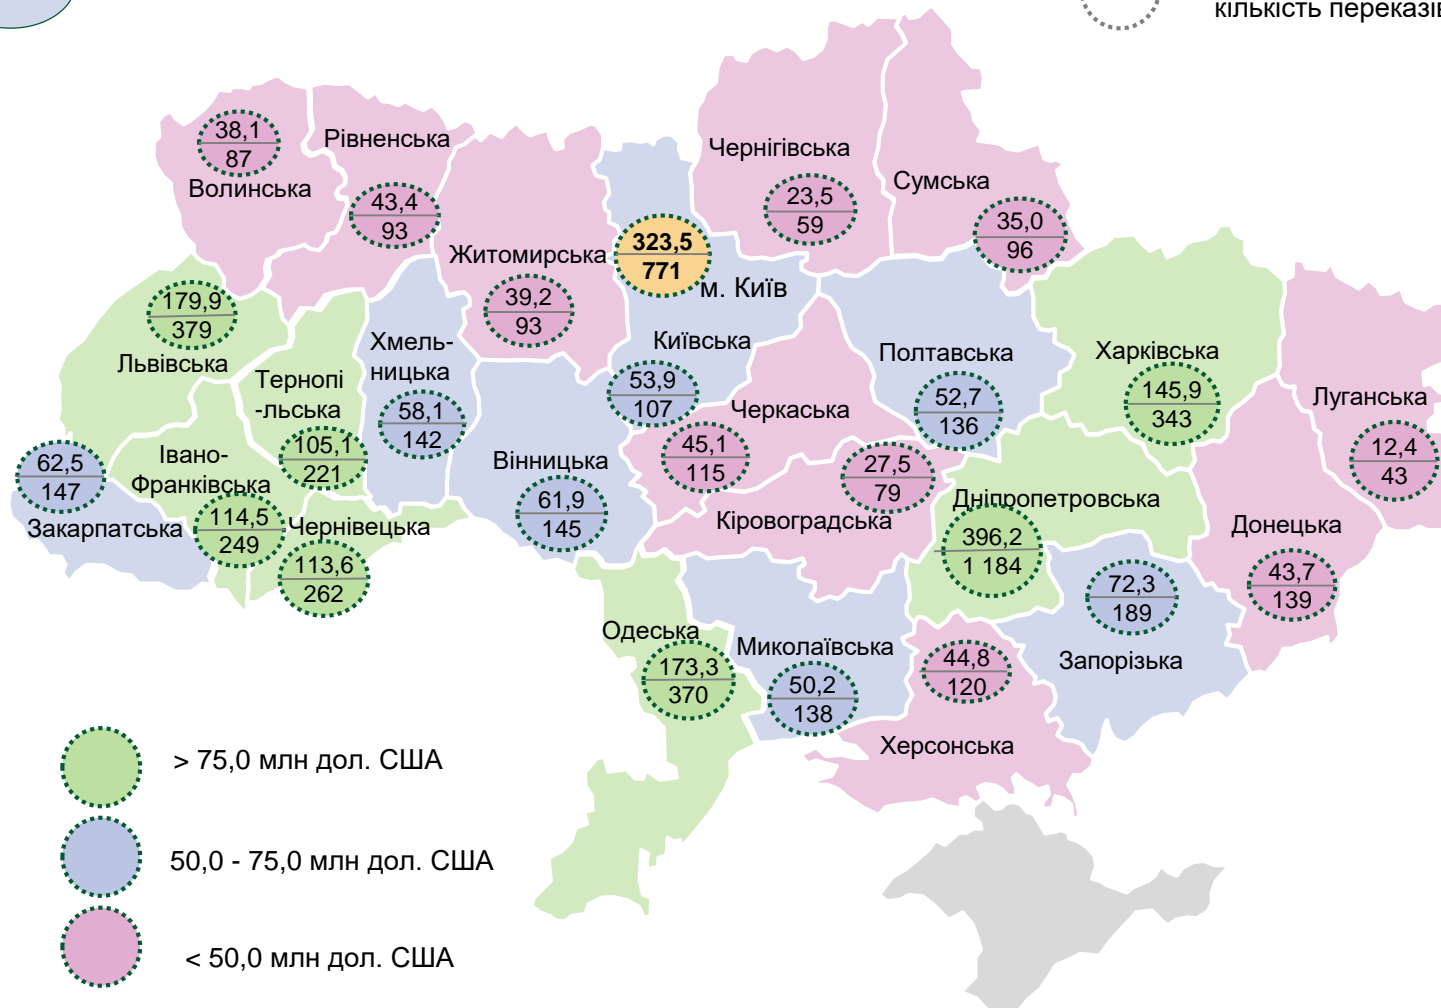 кількість переказів
38,1
87
Волинська
Рівненська
43,4
93
Житомирська
39,2
93
323,5
771
м. Київ
Чернігівська
23,5
59
Сумська
35,0
96
179,9
379
Львівська
Тернопі
-льська
105,1
221
Хмель-
ницька
58,1
142
Київська
53,9
107
Черкаська
45,1
115
Полтавська
52,7
136
Харківська
145,9
343
Луганська
12,4
43
62,5
147
Закарпатська
Івано-
Франківська
114,5
249
Чернівецька
113,6
262
Вінницька
61,9
145
27,5
79
Кіровоградська
Дніпропетровська
396,2
1 184
Донецька
43,7
139
72,3
189
Запорізька
Одеська
173,3
370
Миколаївська
50,2
138
44,8
120
Херсонська
> 75,0 млн дол. США
50,0 - 75,0 млн дол. США
< 50,0 млн дол. США